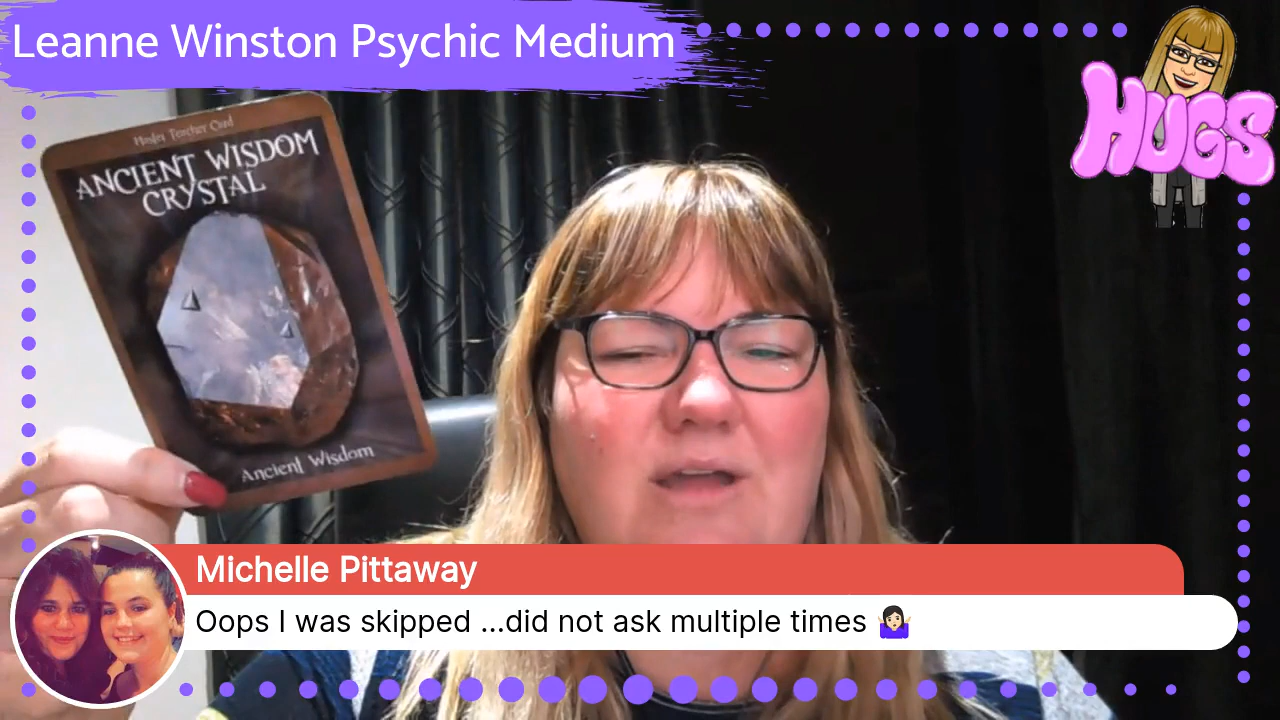 Leanne Winston Psychic Medium
HUGS
Master Teacher Card
ANCIENT WISDOM
CRYSTAL
Ancient Wisdom
Michelle Pittaway
Oops I was skipped ...did not ask multiple times 🤷🏻‍♀️